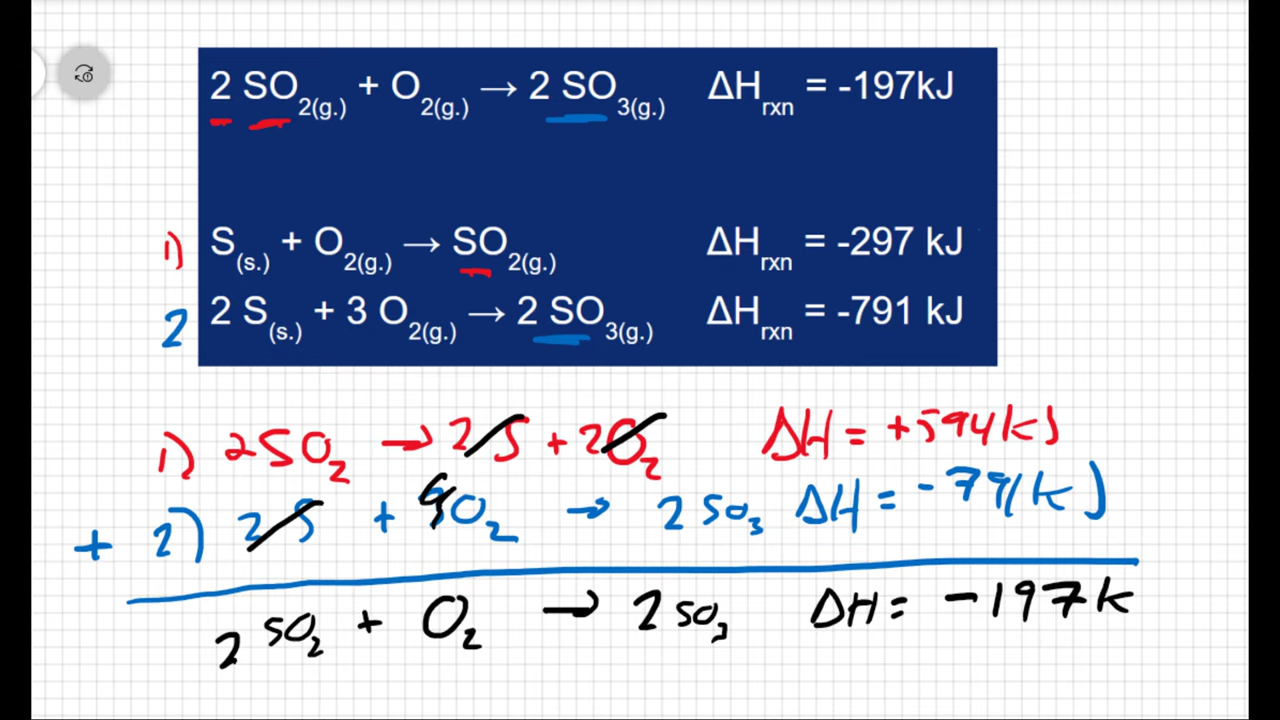 2 SO2(g.) + O2(g.) → 2 SO3(g.) ΔHrxn = -197kJ
1) S(s.) + O2(g.) → SO2(g.) ΔHrxn = -297 kJ
2 2 S(s.) + 3 O2(g.) → 2 SO3(g.) ΔHrxn = -791 kJ
1) 2SO2 → 2S + 2O2 ΔH = +594kJ
+ 2) 2S + O2 → 2SO3 ΔH = -791kJ
2SO2 + O2 → 2SO3 ΔH = -197k